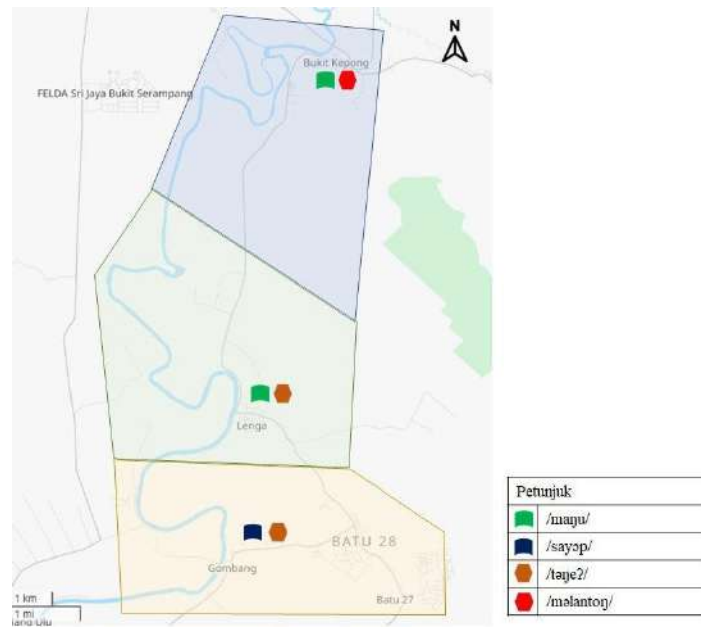 N
Bukit Kepong
FELDA Sri Jaya Bukit Serampang
Lenga
BATU 28
Gombang
Batu 27
1 km
1 mi
Petunjuk
/maŋu/
/sayəp/
/təŋeʔ/
/məlantoŋ/